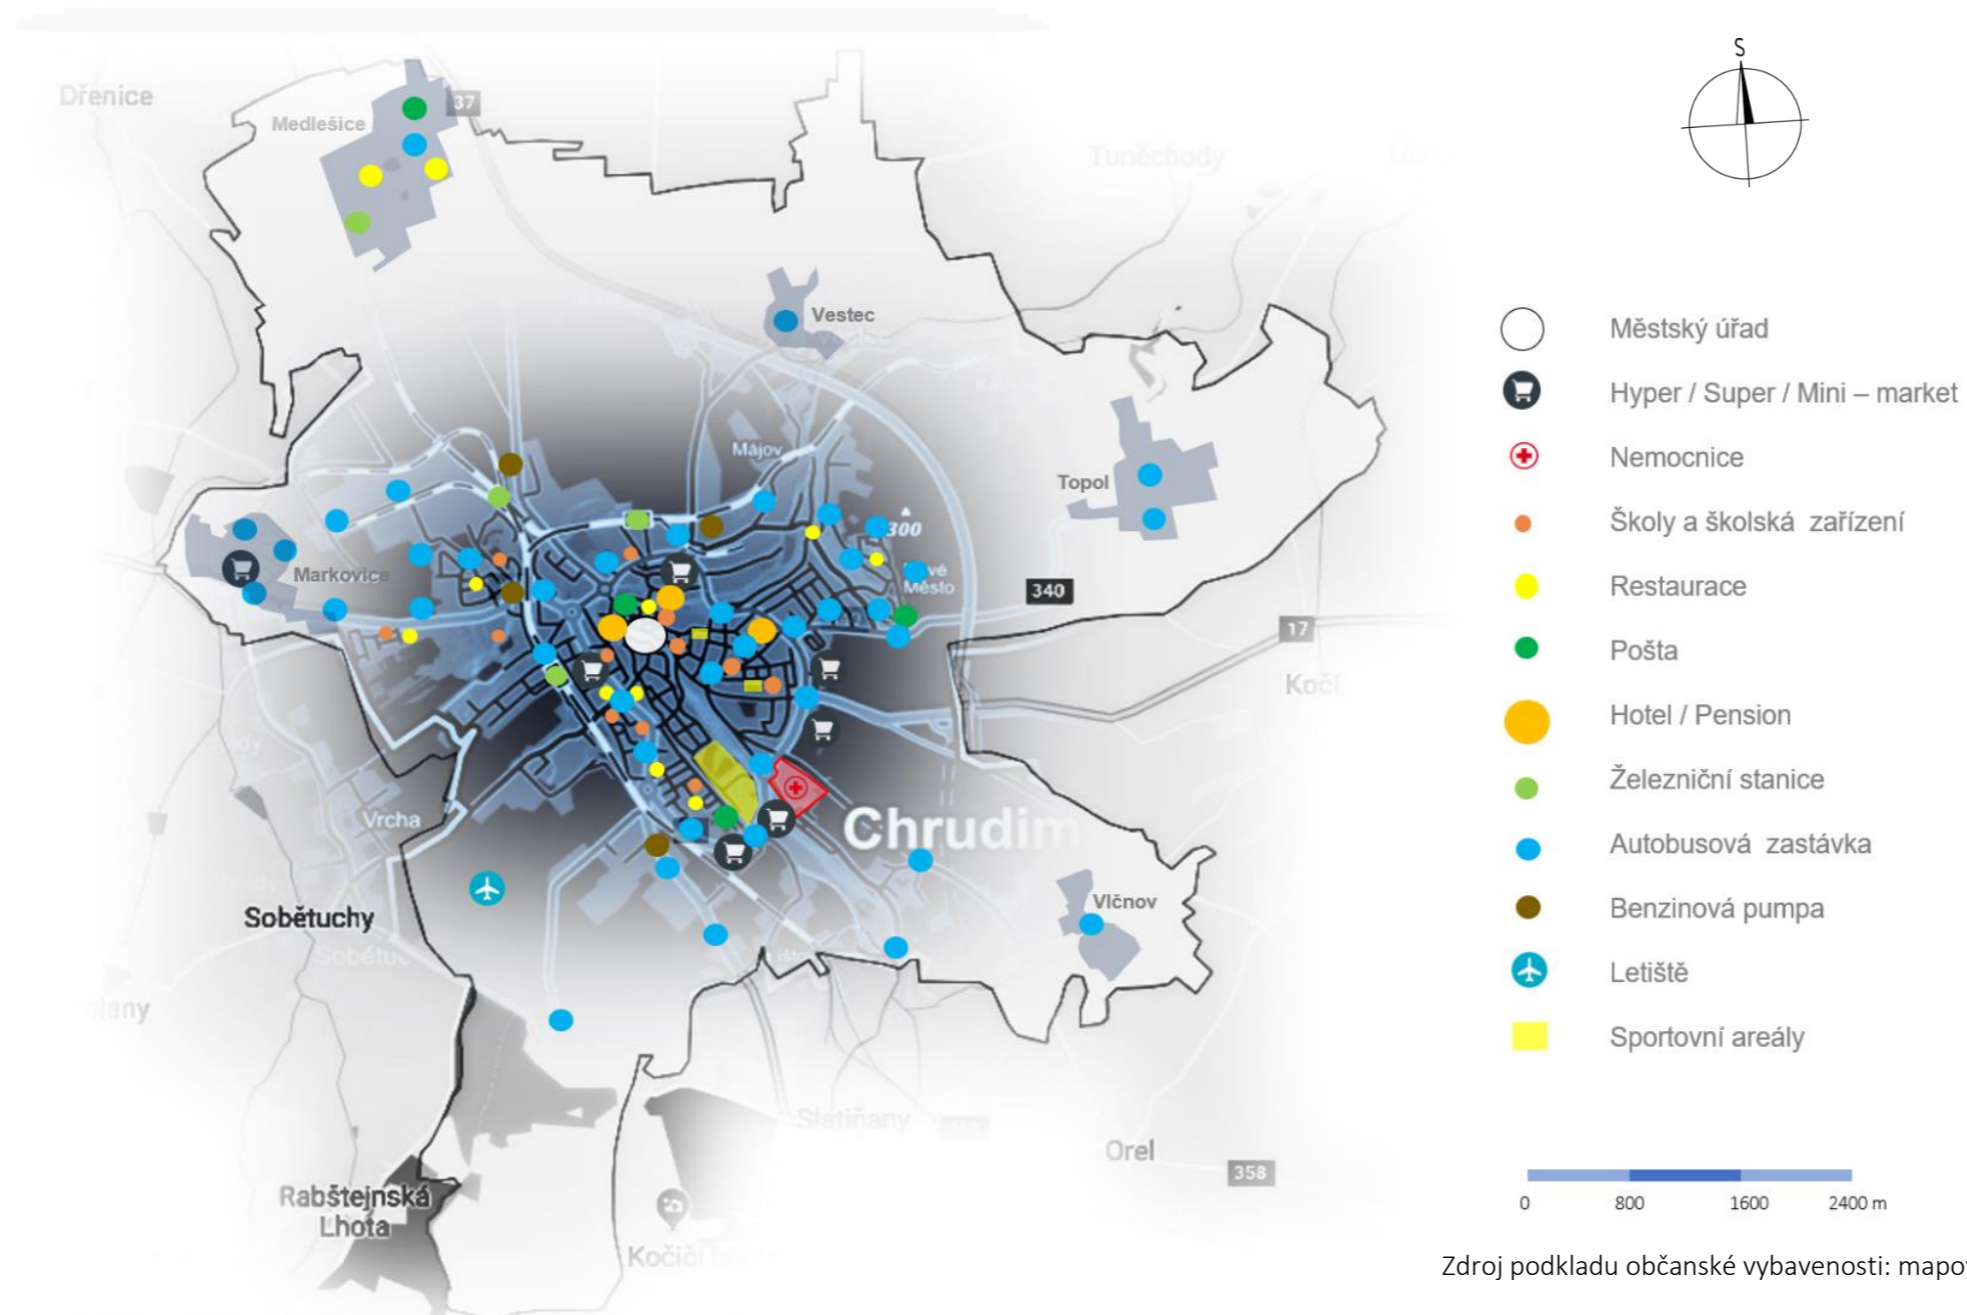 S
Dřenice
37
Medlešice
Tuněchody
Vestec
Májov
Topol
300
Město
Markovice
340
17
Kočí
Vrcha
Chrudim
Vlčnov
Sobětuchy
Slatiňany
Orel
358
Rabštejnská
Lhota
Městský úřad
Hyper / Super / Mini – market
Nemocnice
Školy a školská zařízení
Restaurace
Pošta
Hotel / Pension
Železniční stanice
Autobusová zastávka
Benzinová pumpa
Letiště
Sportovní areály
0 800 1600 2400 m
Zdroj podkladu občanské vybavenosti: